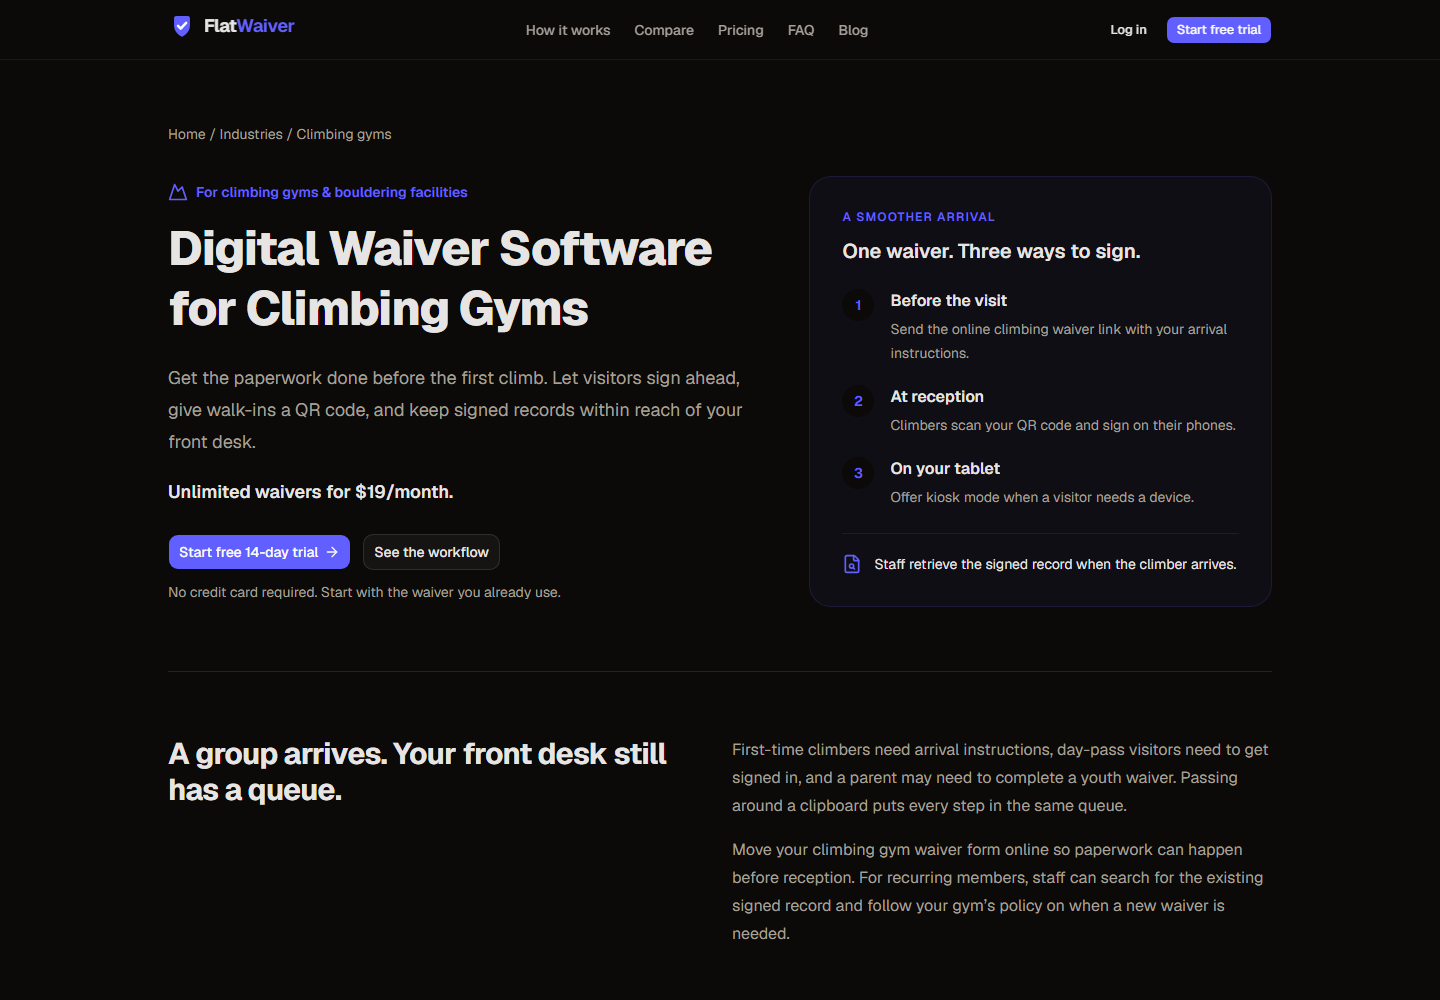 FlatWaiver
How it works
Compare
Pricing
FAQ
Blog
Log in
Start free trial
Home / Industries / Climbing gyms
For climbing gyms & bouldering facilities
Digital Waiver Software
for Climbing Gyms
Get the paperwork done before the first climb. Let visitors sign ahead,
give walk-ins a QR code, and keep signed records within reach of your
front desk.
Unlimited waivers for $19/month.
Start free 14-day trial →
See the workflow
No credit card required. Start with the waiver you already use.
A SMOOTHER ARRIVAL
One waiver. Three ways to sign.
1
Before the visit
Send the online climbing waiver link with your arrival
instructions.
2
At reception
Climbers scan your QR code and sign on their phones.
3
On your tablet
Offer kiosk mode when a visitor needs a device.
Staff retrieve the signed record when the climber arrives.
A group arrives. Your front desk still
has a queue.
First-time climbers need arrival instructions, day-pass visitors need to get
signed in, and a parent may need to complete a youth waiver. Passing
around a clipboard puts every step in the same queue.
Move your climbing gym waiver form online so paperwork can happen
before reception. For recurring members, staff can search for the existing
signed record and follow your gym’s policy on when a new waiver is
needed.